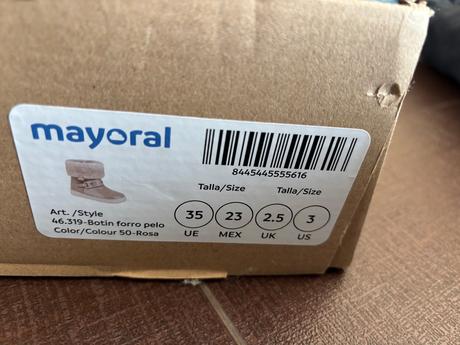 mayoral
8445445555616
Talla/Size Talla/Size
Art. /Style
46.319-Botin forro pelo
Color/Colour 50-Rosa
35 23 2.5 3
UE MEX UK US